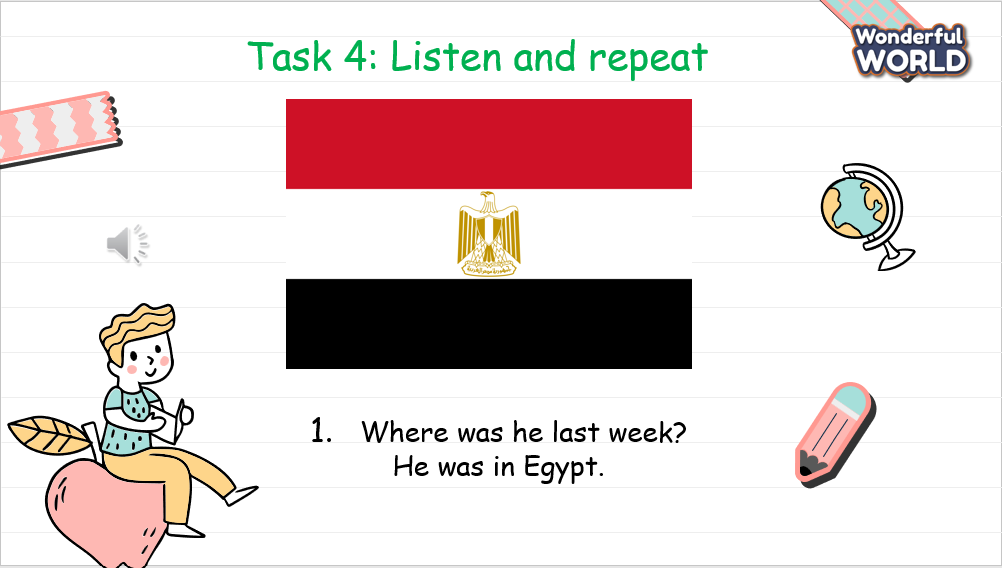 Task 4: Listen and repeat
Wonderful
WORLD
1. Where was he last week?
He was in Egypt.